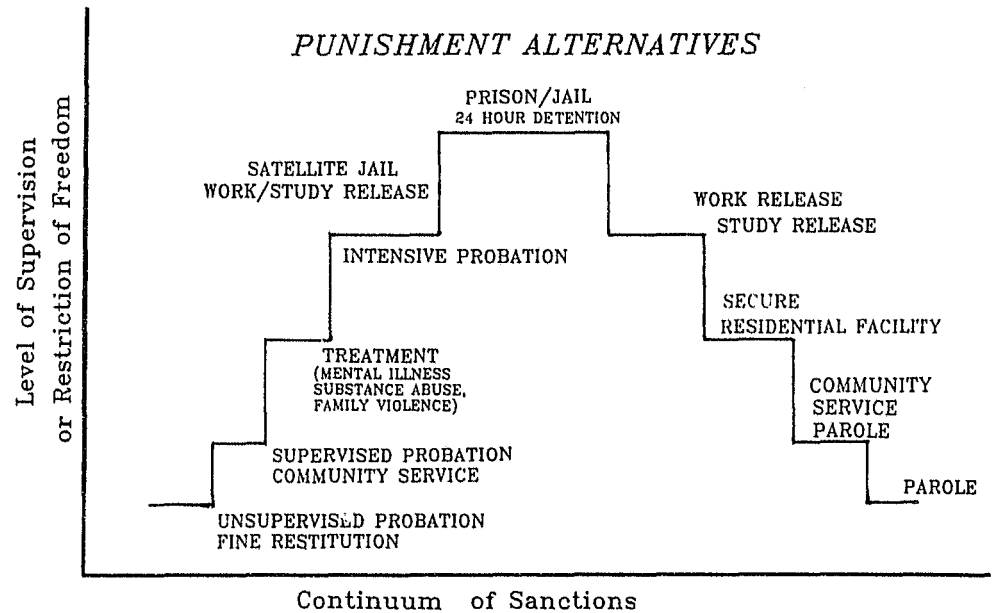 PUNISHMENT ALTERNATIVES
PRISON/JAIL
24 HOUR DETENTION
SATELLITE JAIL
WORK/STUDY RELEASE
WORK RELEASE
STUDY RELEASE
INTENSIVE PROBATION
SECURE
RESIDENTIAL FACILITY
TREATMENT
(MENTAL ILLNESS
SUBSTANCE ABUSE,
FAMILY VIOLENCE)
COMMUNITY
SERVICE
PAROLE
SUPERVISED PROBATION
COMMUNITY SERVICE
PAROLE
UNSUPERVISED PROBATION
FINE RESTITUTION
Level of Supervision
or Restriction of Freedom
Continuum of Sanctions